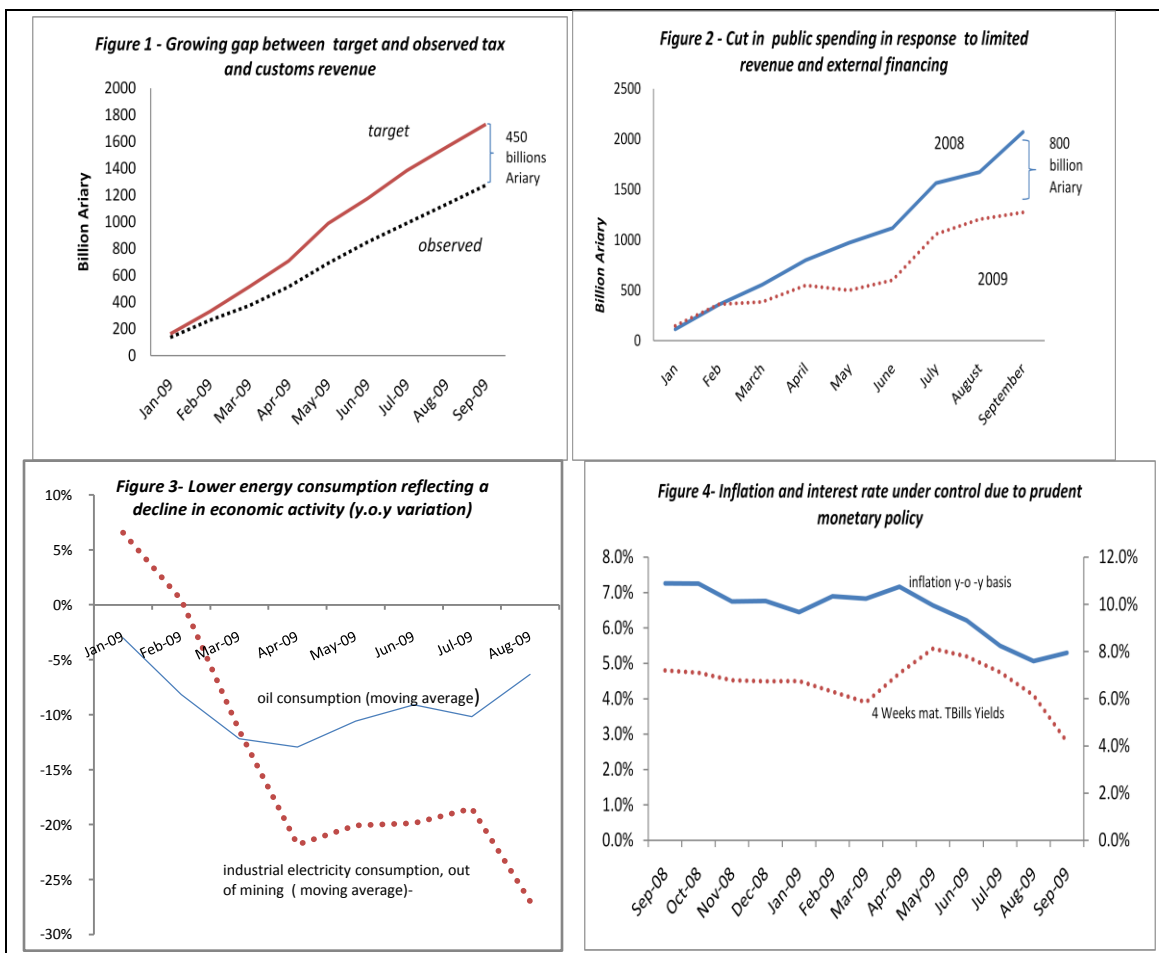 Figure 1 - Growing gap between target and observed tax
and customs revenue
Billion Ariary
2000
1800
1600
1400
1200
1000
800
600
400
200
0
target
observed
450
billions
Ariary
Jan-09
Feb-09
Mar-09
Apr-09
May-09
Jun-09
Jul-09
Aug-09
Sep-09
Figure 2 - Cut in public spending in response to limited
revenue and external financing
Billion Ariary
2500
2000
1500
1000
500
0
2008
2009
800
billion
Ariary
Jan
Feb
March
April
May
June
July
August
September
Figure 3- Lower energy consumption reflecting a
decline in economic activity (y.o.y variation)
10%
5%
0%
-5%
-10%
-15%
-20%
-25%
-30%
Jan-09
Feb-09
Mar-09
Apr-09
May-09
Jun-09
Jul-09
Aug-09
oil consumption (moving average)
industrial electricity consumption, out
of mining ( moving average)-
Figure 4- Inflation and interest rate under control due to prudent
monetary policy
8.0%
7.0%
6.0%
5.0%
4.0%
3.0%
2.0%
1.0%
0.0%
12.0%
10.0%
8.0%
6.0%
4.0%
2.0%
0.0%
inflation y-o -y basis
4 Weeks mat. TBills Yields
Sep-08
Oct-08
Nov-08
Dec-08
Jan-09
Feb-09
Mar-09
Apr-09
May-09
Jun-09
Jul-09
Aug-09
Sep-09